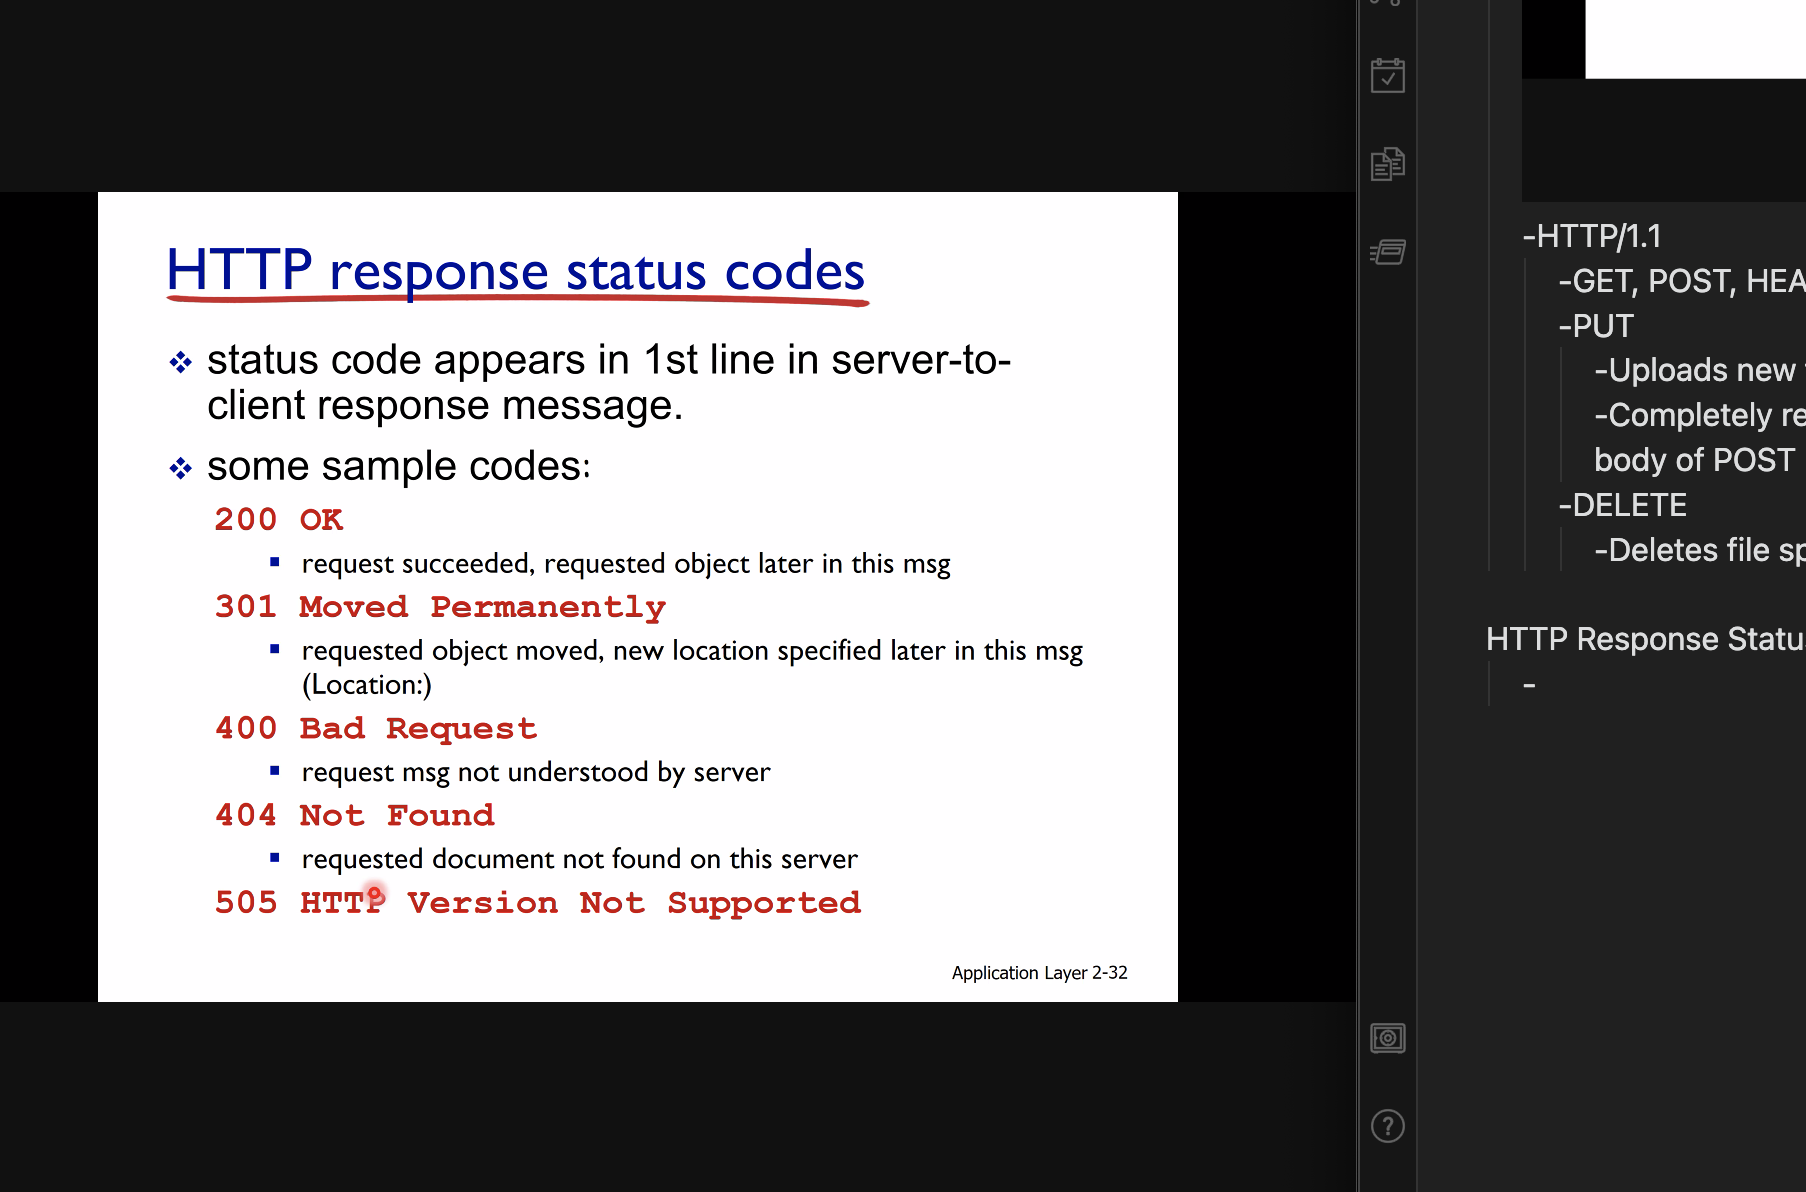 HTTP response status codes
status code appears in 1st line in server-to-
client response message.
some sample codes:
200 OK
request succeeded, requested object later in this msg
301 Moved Permanently
requested object moved, new location specified later in this msg
(Location:)
400 Bad Request
request msg not understood by server
404 Not Found
requested document not found on this server
505 HTTP Version Not Supported
Application Layer 2-32
-HTTP/1.1
-GET, POST, HEA
-PUT
-Uploads new
-Completely re
body of POST
-DELETE
-Deletes file sp
HTTP Response Statu
-